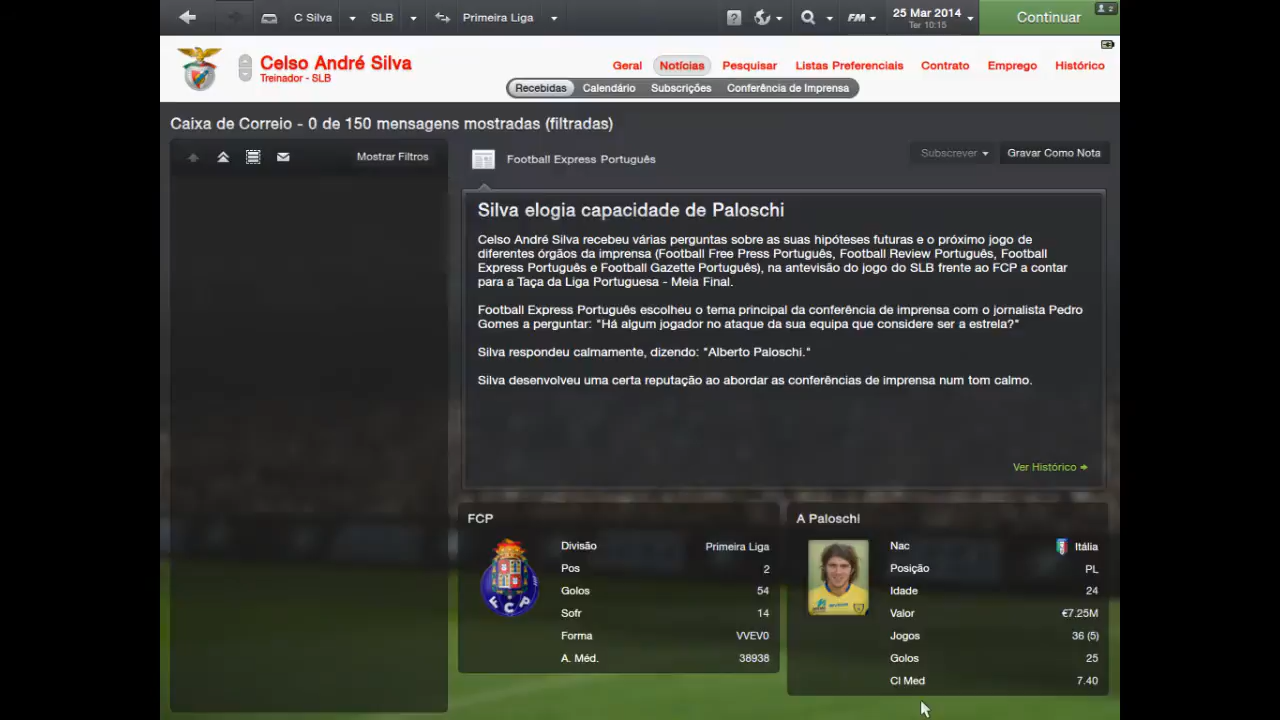 C Silva
SLB
Primeira Liga
?
FM
25 Mar 2014
Ter 10:15
Continuar
2
Celso André Silva
Treinador - SLB
Geral
Notícias
Pesquisar
Listas Preferenciais
Contrato
Emprego
Histórico
Recebidas
Calendário
Subscrições
Conferência de Imprensa
Caixa de Correio - 0 de 150 mensagens mostradas (filtradas)
Mostrar Filtros
Football Express Português
Subscrever
Gravar Como Nota
Silva elogia capacidade de Paloschi
Celso André Silva recebeu várias perguntas sobre as suas hipóteses futuras e o próximo jogo de
diferentes órgãos da imprensa (Football Free Press Português, Football Review Português, Football
Express Português e Football Gazette Português), na antevisão do jogo do SLB frente ao FCP a contar
para a Taça da Liga Portuguesa - Meia Final.
Football Express Português escolheu o tema principal da conferência de imprensa com o jornalista Pedro
Gomes a perguntar: "Há algum jogador no ataque da sua equipa que considere ser a estrela?"
Silva respondeu calmamente, dizendo: "Alberto Paloschi."
Silva desenvolveu uma certa reputação ao abordar as conferências de imprensa num tom calmo.
Ver Histórico
FCP
FCP
Divisão Primeira Liga
Pos 2
Golos 54
Sofr 14
Forma VVEV0
A. Méd. 38938
A Paloschi
Nac Itália
Posição PL
Idade 24
Valor €7.25M
Jogos 36 (5)
Golos 25
Cl Med 7.40